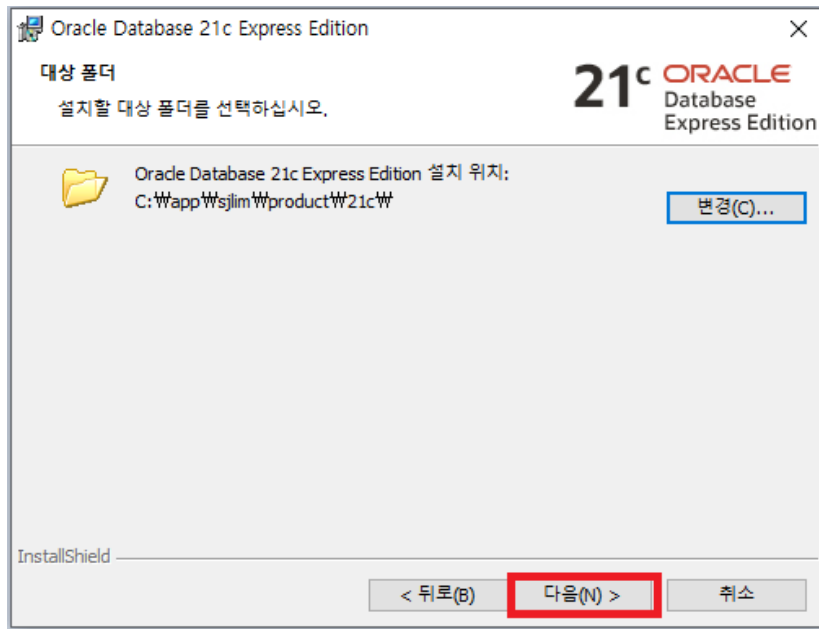 Oracle Database 21c Express Edition
대상 폴더
설치할 대상 폴더를 선택하십시오.
21c ORACLE
Database
Express Edition
Oracle Database 21c Express Edition 설치 위치:
C:₩app₩sjlim₩product₩21c₩
변경(C)...
InstallShield
< 뒤로(B)
다음(N) >
취소